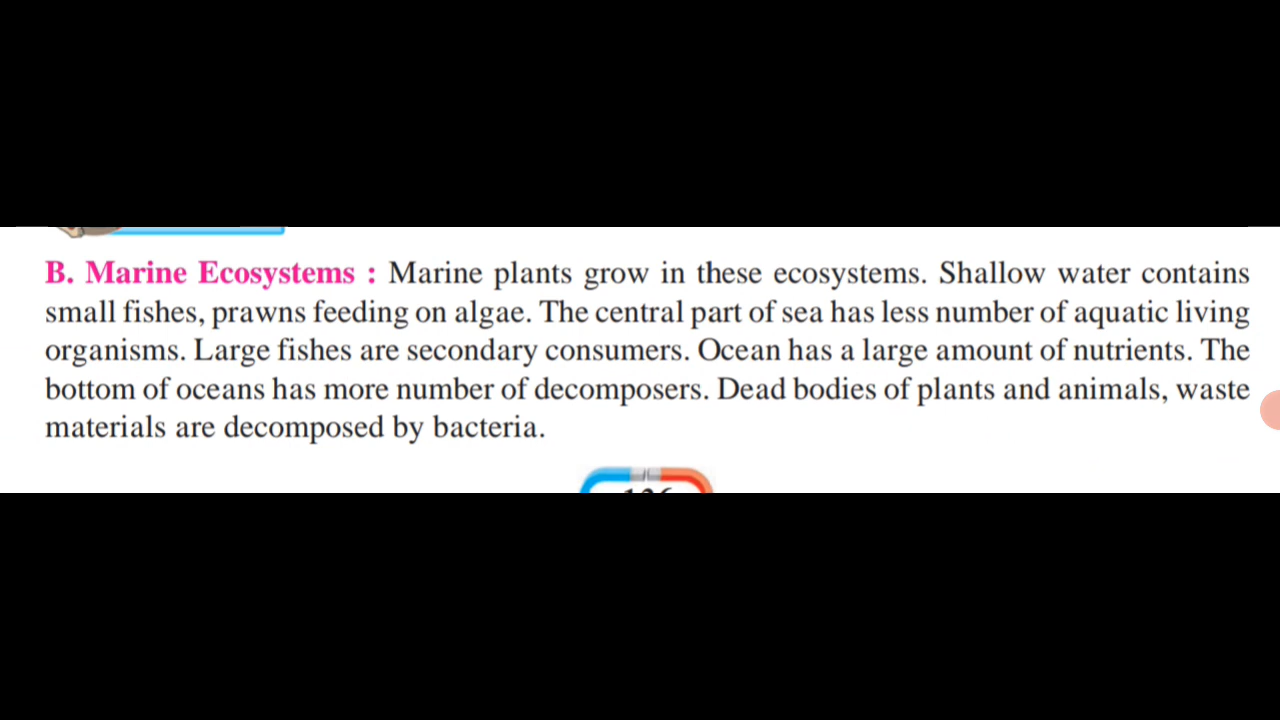 B. Marine Ecosystems : Marine plants grow in these ecosystems. Shallow water contains
small fishes, prawns feeding on algae. The central part of sea has less number of aquatic living
organisms. Large fishes are secondary consumers. Ocean has a large amount of nutrients. The
bottom of oceans has more number of decomposers. Dead bodies of plants and animals, waste
materials are decomposed by bacteria.